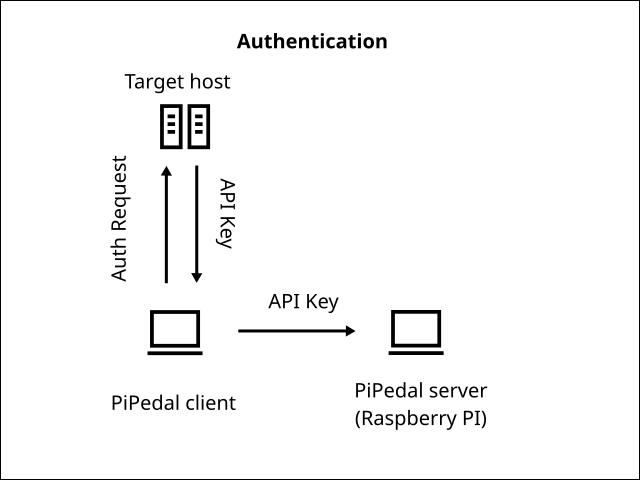 Authentication
Target host
Auth Request
API Key
API Key
PiPedal client
PiPedal server
(Raspberry PI)